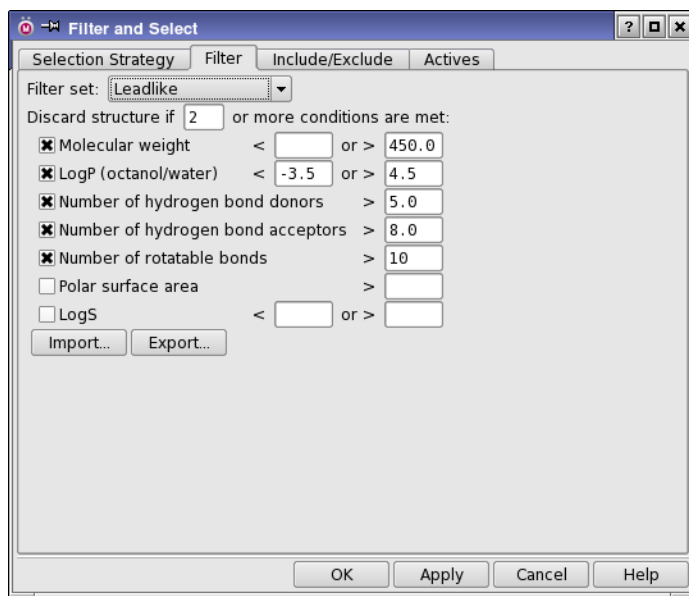 Filter and Select
Selection Strategy Filter Include/Exclude Actives
Filter set: Leadlike
Discard structure if 2 or more conditions are met:
Molecular weight < or > 450.0
LogP (octanol/water) < -3.5 or > 4.5
Number of hydrogen bond donors > 5.0
Number of hydrogen bond acceptors > 8.0
Number of rotatable bonds > 10
Polar surface area >
LogS < or >
Import... Export...
OK Apply Cancel Help